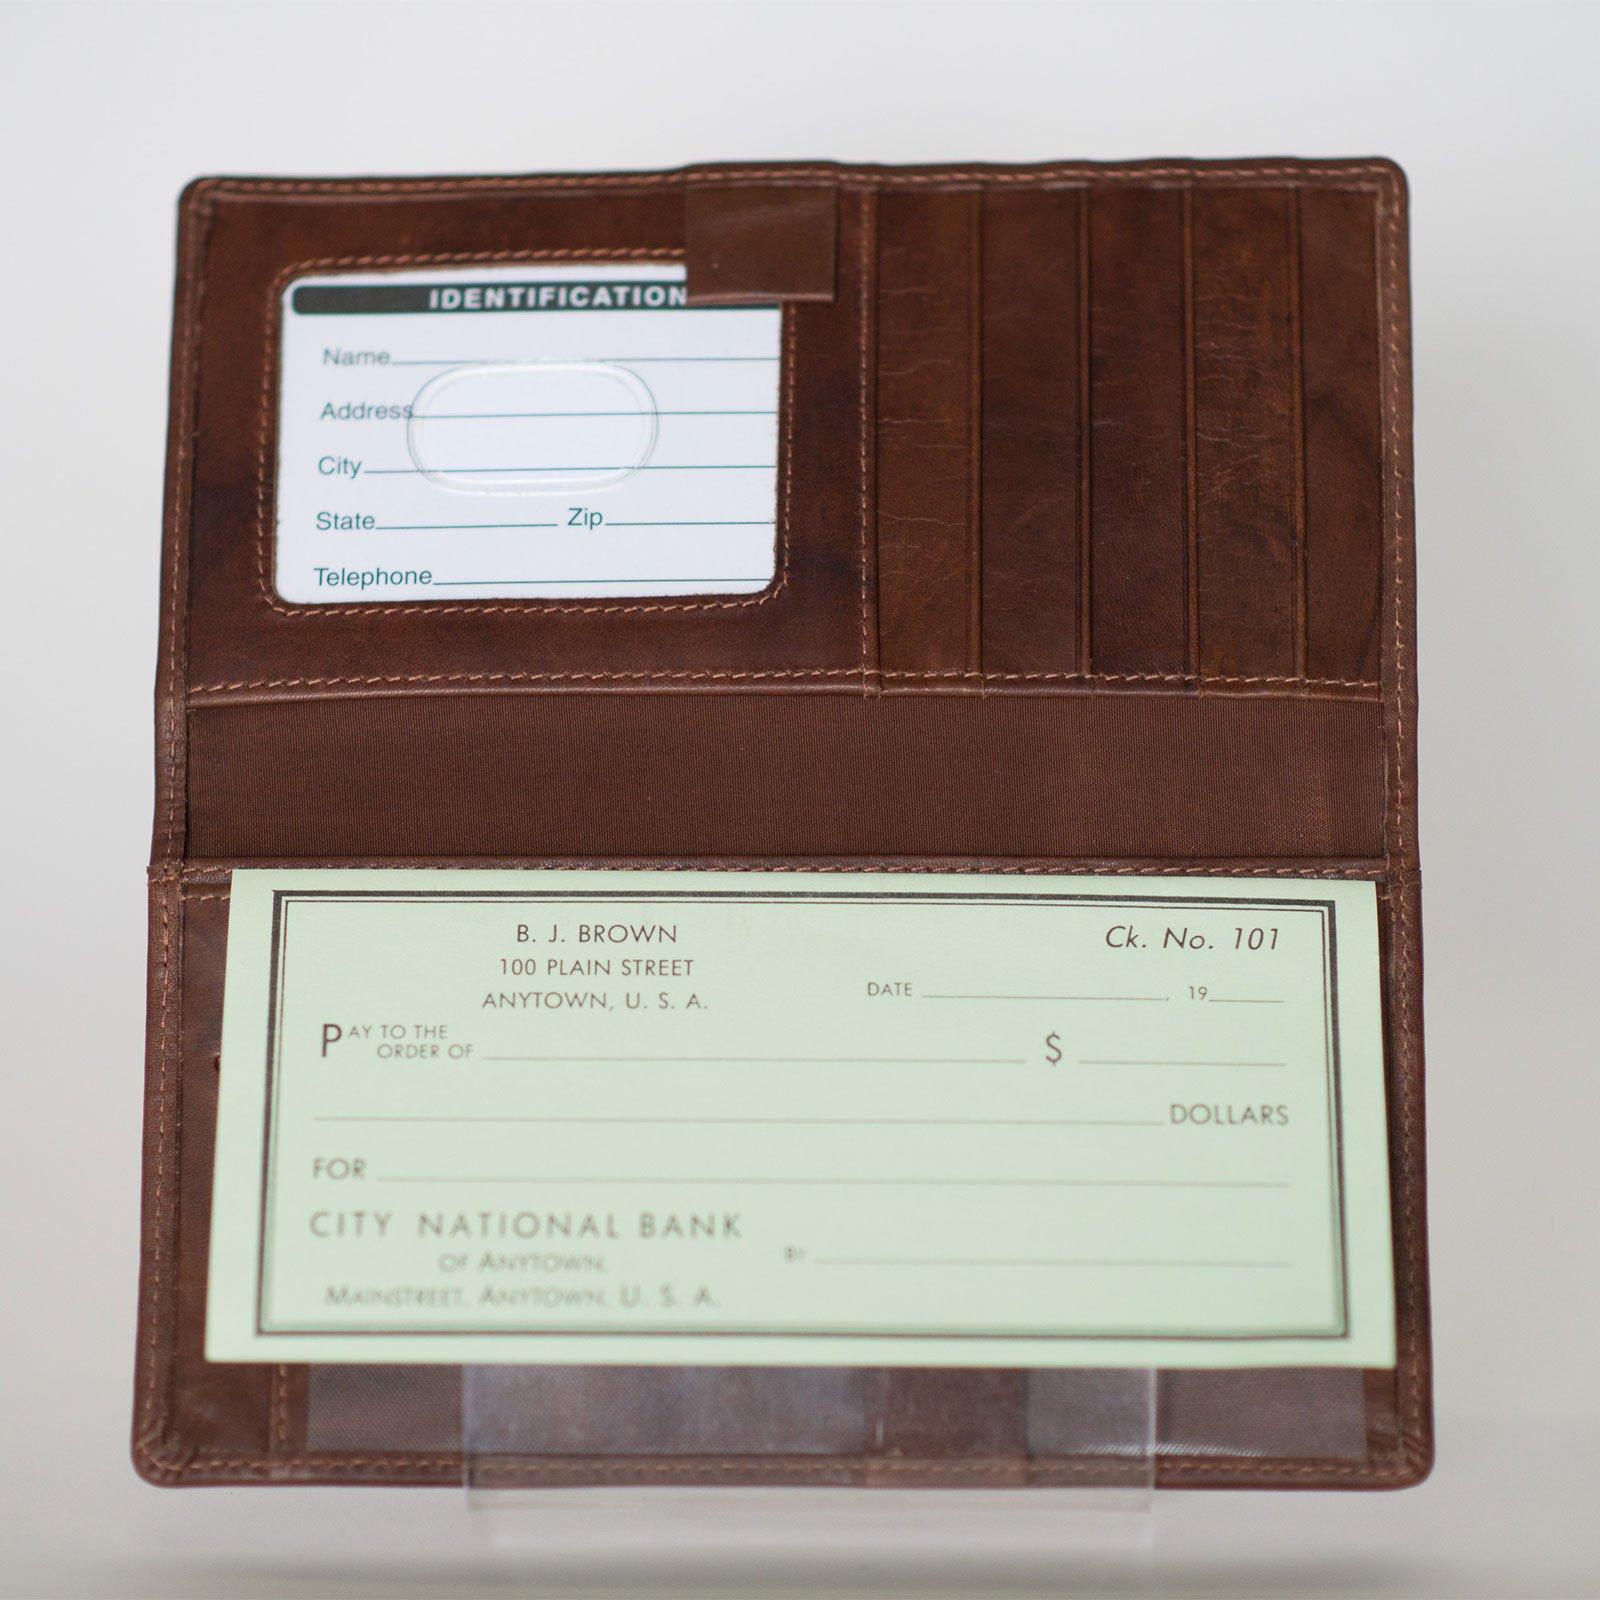 IDENTIFICATION
Name
Address
City
State Zip
Telephone
B. J. BROWN
100 PLAIN STREET
ANYTOWN, U. S. A.
Ck. No. 101
DATE , 19
PAY TO THE
ORDER OF $
DOLLARS
FOR
CITY NATIONAL BANK
OF ANYTOWN.
BY
MAINSTREET, ANYTOWN, U. S. A.